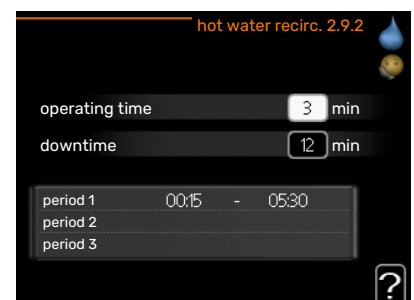 hot water recirc. 2.9.2
operating time 3 min
downtime 12 min
period 1 00:15 - 05:30
period 2
period 3
?